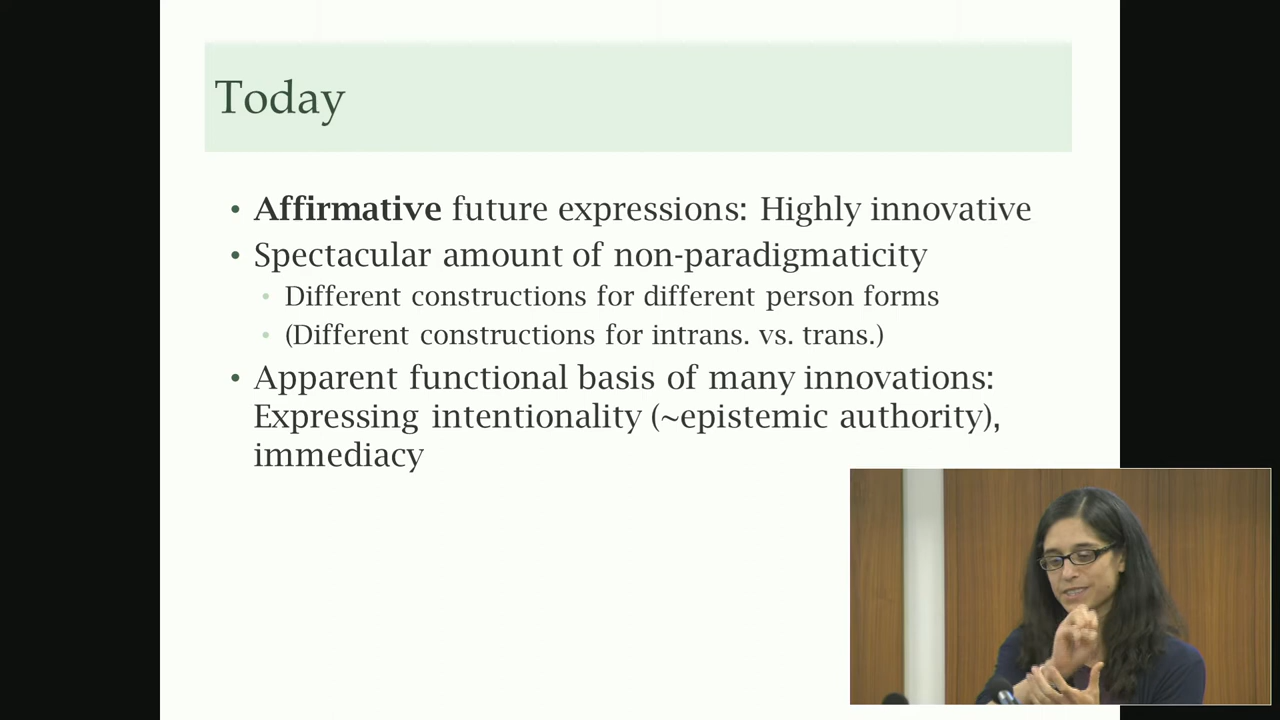 Today
• Affirmative future expressions: Highly innovative
• Spectacular amount of non-paradigmaticity
• Different constructions for different person forms
• (Different constructions for intrans. vs. trans.)
• Apparent functional basis of many innovations:
Expressing intentionality (~epistemic authority),
immediacy